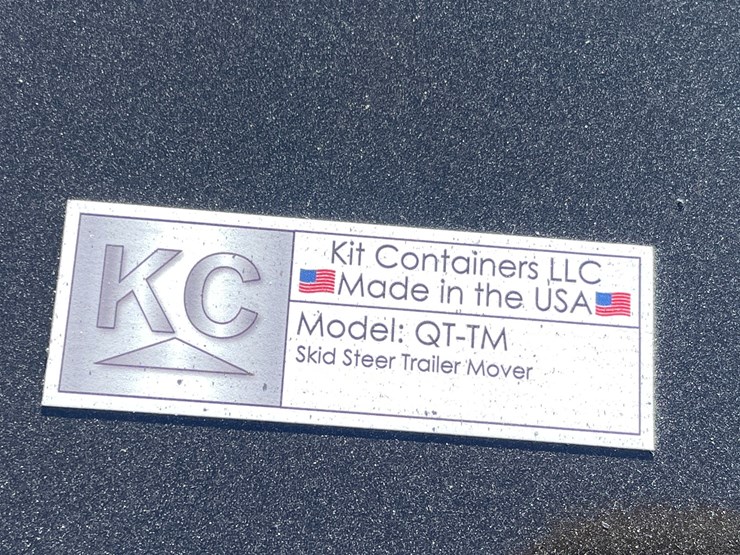 KC
Kit Containers LLC
Made in the USA
Model: QT-TM
Skid Steer Trailer Mover